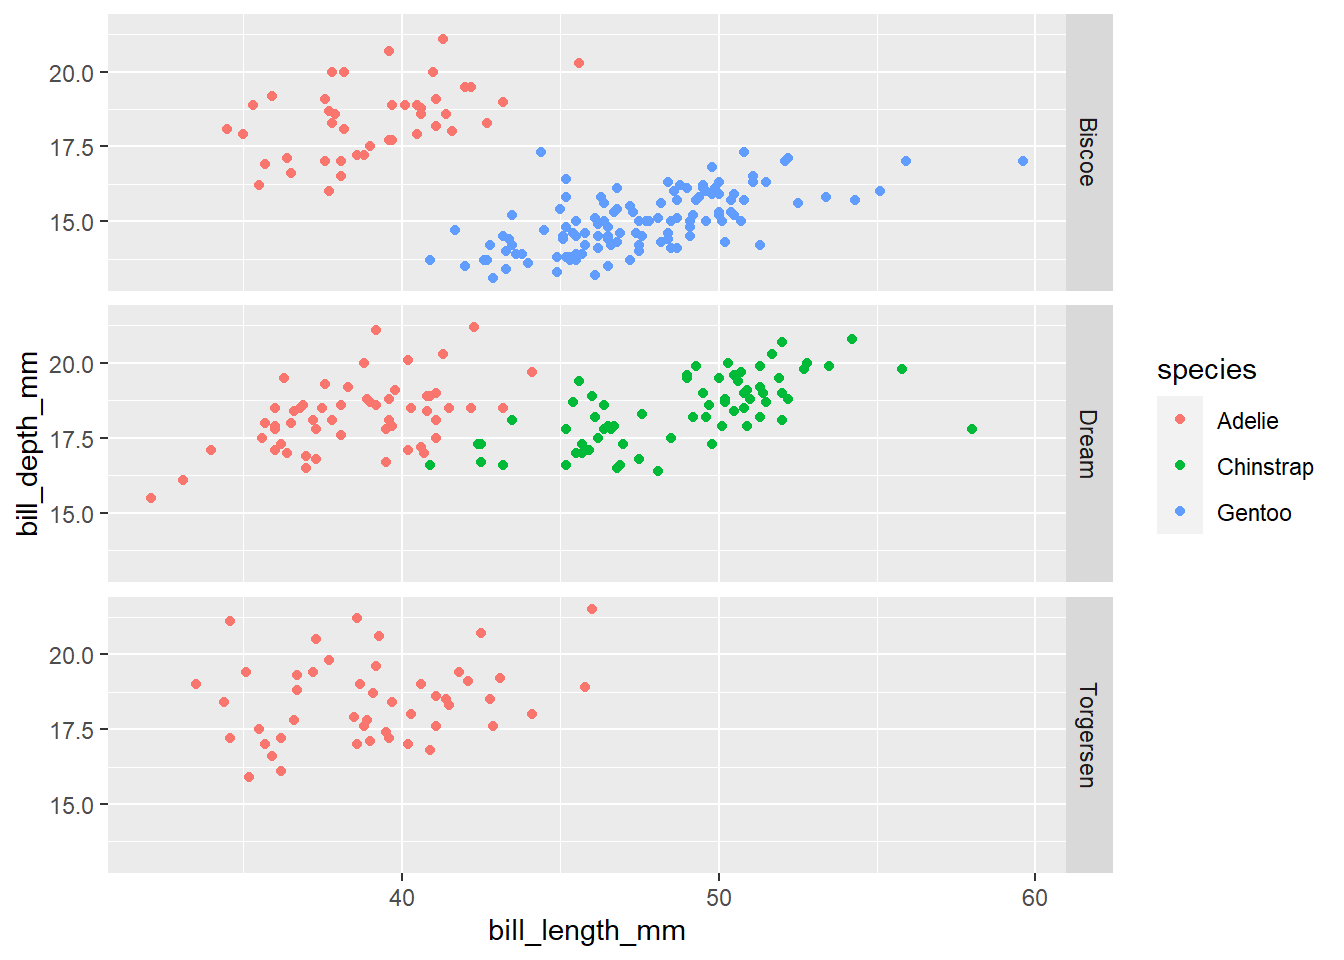 bill_depth_mm
20.0
17.5
15.0
Biscoe
20.0
17.5
15.0
Dream
20.0
17.5
15.0
Torgersen
40 50 60
bill_length_mm
species
Adelie
Chinstrap
Gentoo